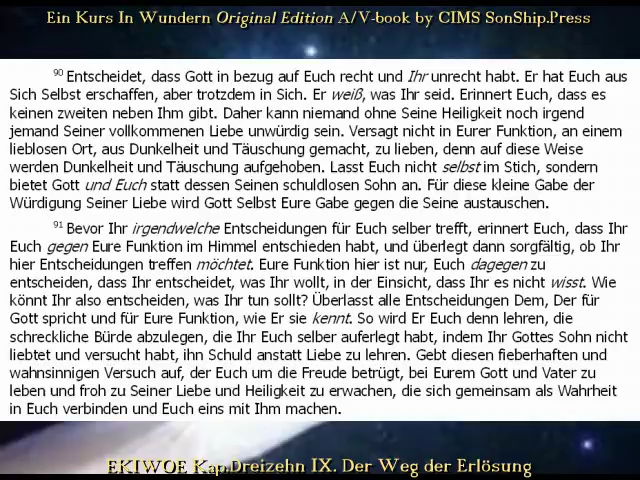 Ein Kurs In Wundern Original Edition A/V-book by CIMS SonShip.Press
90 Entscheidet, dass Gott in bezug auf Euch recht und Ihr unrecht habt. Er hat Euch aus
Sich Selbst erschaffen, aber trotzdem in Sich. Er weiß, was Ihr seid. Erinnert Euch, dass es
keinen zweiten neben Ihm gibt. Daher kann niemand ohne Seine Heiligkeit noch irgend
jemand Seiner vollkommenen Liebe unwürdig sein. Versagt nicht in Eurer Funktion, an einem
lieblosen Ort, aus Dunkelheit und Täuschung gemacht, zu lieben, denn auf diese Weise
werden Dunkelheit und Täuschung aufgehoben. Lasst Euch nicht selbst im Stich, sondern
bietet Gott und Euch statt dessen Seinen schuldlosen Sohn an. Für diese kleine Gabe der
Würdigung Seiner Liebe wird Gott Selbst Eure Gabe gegen die Seine austauschen.
91 Bevor Ihr irgendwelche Entscheidungen für Euch selber trefft, erinnert Euch, dass Ihr
Euch gegen Eure Funktion im Himmel entschieden habt, und überlegt dann sorgfältig, ob Ihr
hier Entscheidungen treffen möchtet. Eure Funktion hier ist nur, Euch dagegen zu
entscheiden, dass Ihr entscheidet, was Ihr wollt, in der Einsicht, dass Ihr es nicht wisst. Wie
könnt Ihr also entscheiden, was Ihr tun sollt? Überlasst alle Entscheidungen Dem, Der für
Gott spricht und für Eure Funktion, wie Er sie kennt. So wird Er Euch denn lehren, die
schreckliche Bürde abzulegen, die Ihr Euch selber auferlegt habt, indem Ihr Gottes Sohn nicht
liebtet und versucht habt, ihn Schuld anstatt Liebe zu lehren. Gebt diesen fieberhaften und
wahnsinnigen Versuch auf, der Euch um die Freude betrügt, bei Eurem Gott und Vater zu
leben und froh zu Seiner Liebe und Heiligkeit zu erwachen, die sich gemeinsam als Wahrheit
in Euch verbinden und Euch eins mit Ihm machen.
EKIWOE Kap.Dreizehn IX. Der Weg der Erlösung